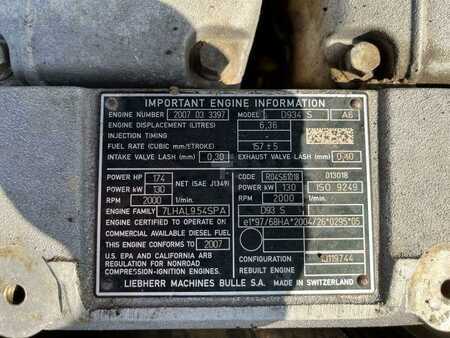 IMPORTANT ENGINE INFORMATION
ENGINE NUMBER 2007 03 3397 MODEL D934 S A6
ENGINE DISPLACEMENT (LITRES) 6,36
INJECTION TIMING -
FUEL RATE (CUBIC mm/STROKE) 157 ± 5
INTAKE VALVE LASH (mm) 0,30 EXHAUST VALVE LASH (mm) 0,40
POWER HP 174 CODE R04S61018 013018
POWER kW 130 NET (SAE J1349) POWER kW 130 ISO 9249
RPM 2000 RPM 2000 /min.
ENGINE FAMILY 7LHAL9.54SPA D93 S
ENGINE CERTIFIED TO OPERATE ON e1*97/68HA*2004/26*0295*05
COMMERCIAL AVAILABLE DIESEL FUEL
THIS ENGINE CONFORMS TO 2007
U.S. EPA AND CALIFORNIA ARB CONFIGURATION
REGULATION FOR NONROAD REBUILT ENGINE
COMPRESSION-IGNITION ENGINES.
LIEBHERR MACHINES BULLE S.A. MADE IN SWITZERLAND